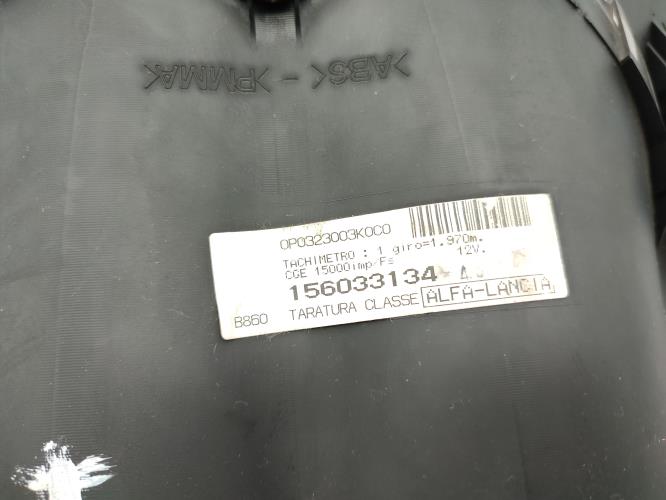 >ABS< - >PMMA<
0P0323003K0C0
TACHIMETRO : 1 giro=1.970m.
CGE 15000imp/Fs 12V.
156033134
B860 TARATURA CLASSE ALFA-LANCIA